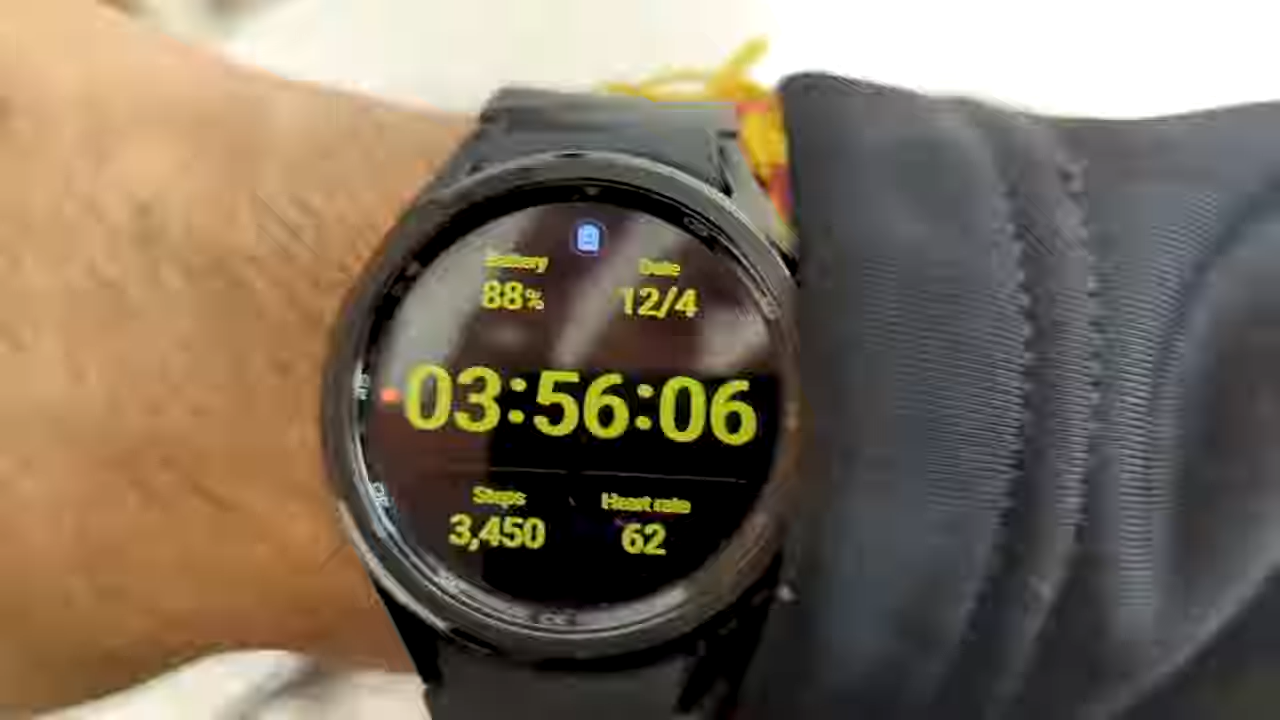 Battery Date
88% 12/4
03:56:06
Steps Heart rate
3,450 62